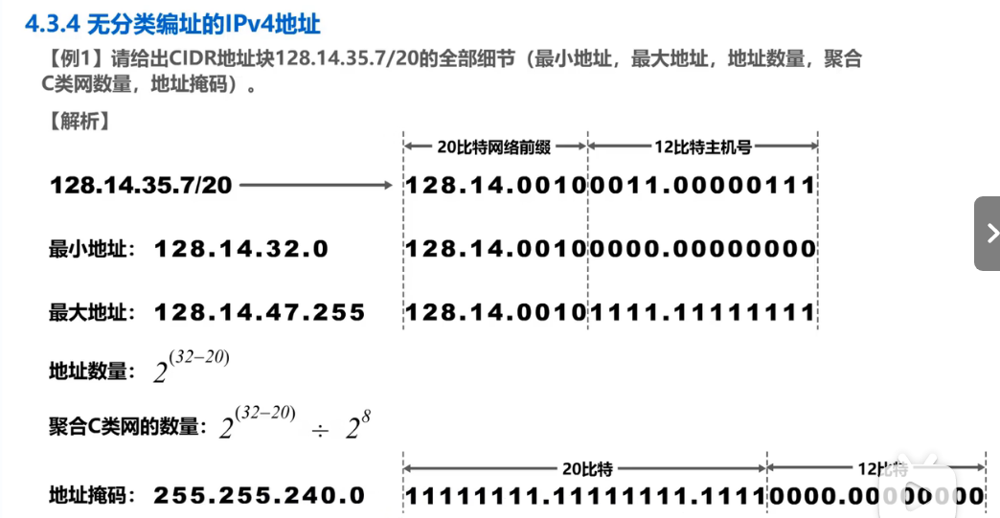 4.3.4 无分类编址的IPv4地址
【例1】请给出CIDR地址块128.14.35.7/20的全部细节（最小地址，最大地址，地址数量，聚合
C类网数量，地址掩码）。
【解析】
20比特网络前缀 12比特主机号
128.14.35.7/20 128.14.00100011.00000111
最小地址： 128.14.32.0 128.14.00100000.00000000
最大地址： 128.14.47.255 128.14.00101111.11111111
地址数量： 2^(32–20)
聚合C类网的数量： 2^(32–20) ÷ 2^8
20比特 12比特
地址掩码： 255.255.240.0 11111111.11111111.11110000.00000000